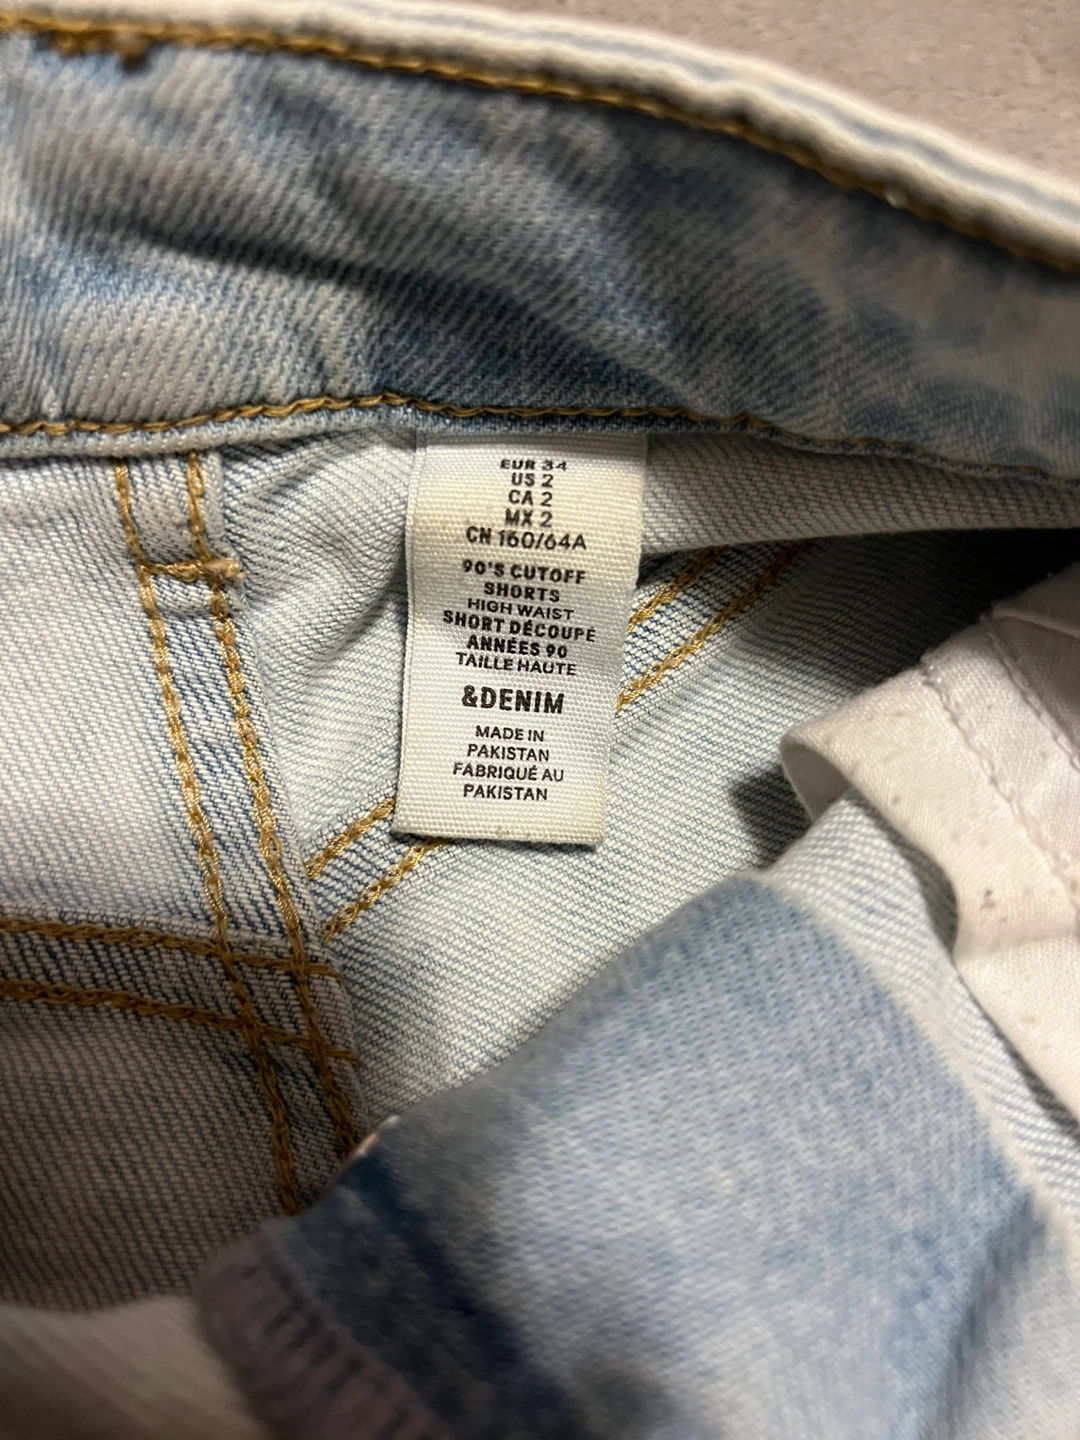 EUR 34
US 2
CA 2
MX 2
CN 160/64A
90'S CUTOFF
SHORTS
HIGH WAIST
SHORT DÉCOUPÉ
ANNÉES 90
TAILLE HAUTE
&DENIM
MADE IN
PAKISTAN
FABRIQUÉ AU
PAKISTAN